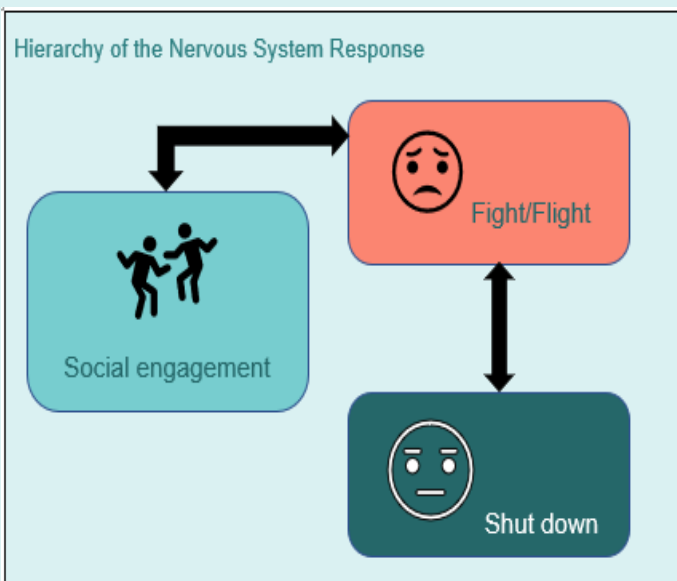 Hierarchy of the Nervous System Response
Fight/Flight
Social engagement
Shut down